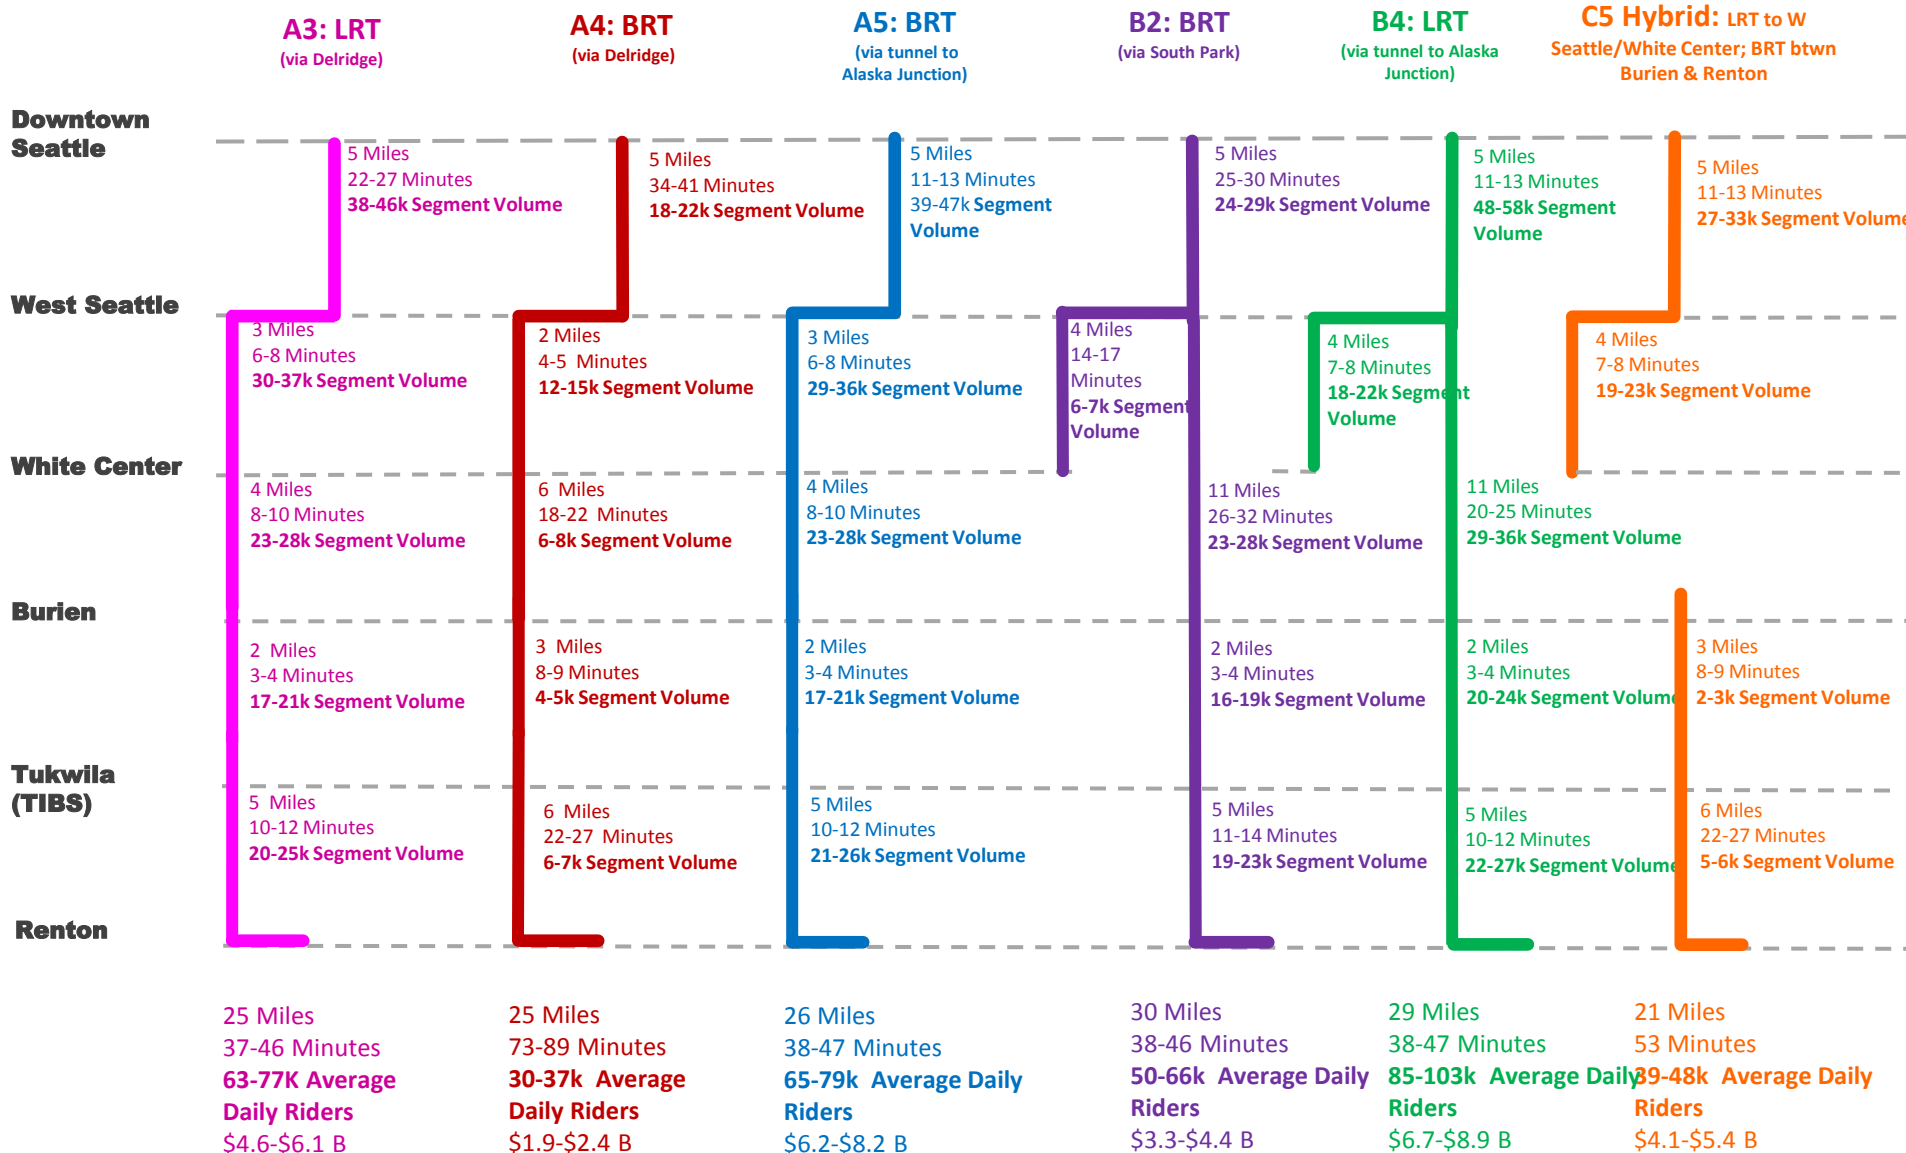 A3: LRT
(via Delridge)
A4: BRT
(via Delridge)
A5: BRT
(via tunnel to
Alaska Junction)
B2: BRT
(via South Park)
B4: LRT
(via tunnel to Alaska
Junction)
C5 Hybrid: LRT to W
Seattle/White Center; BRT btwn
Burien & Renton
Downtown
Seattle
5 Miles
22-27 Minutes
38-46k Segment Volume
5 Miles
34-41 Minutes
18-22k Segment Volume
5 Miles
11-13 Minutes
39-47k Segment
Volume
5 Miles
25-30 Minutes
24-29k Segment Volume
5 Miles
11-13 Minutes
48-58k Segment
Volume
5 Miles
11-13 Minutes
27-33k Segment Volume
West Seattle
3 Miles
6-8 Minutes
30-37k Segment Volume
2 Miles
4-5 Minutes
12-15k Segment Volume
3 Miles
6-8 Minutes
29-36k Segment Volume
4 Miles
14-17
Minutes
6-7k Segment
Volume
4 Miles
7-8 Minutes
18-22k Segment
Volume
4 Miles
7-8 Minutes
19-23k Segment Volume
White Center
4 Miles
8-10 Minutes
23-28k Segment Volume
6 Miles
18-22 Minutes
6-8k Segment Volume
4 Miles
8-10 Minutes
23-28k Segment Volume
11 Miles
26-32 Minutes
23-28k Segment Volume
11 Miles
20-25 Minutes
29-36k Segment Volume
Burien
2 Miles
3-4 Minutes
17-21k Segment Volume
3 Miles
8-9 Minutes
4-5k Segment Volume
2 Miles
3-4 Minutes
17-21k Segment Volume
2 Miles
3-4 Minutes
16-19k Segment Volume
2 Miles
3-4 Minutes
20-24k Segment Volume
3 Miles
8-9 Minutes
2-3k Segment Volume
Tukwila
(TIBS)
5 Miles
10-12 Minutes
20-25k Segment Volume
6 Miles
22-27 Minutes
6-7k Segment Volume
5 Miles
10-12 Minutes
21-26k Segment Volume
5 Miles
11-14 Minutes
19-23k Segment Volume
5 Miles
10-12 Minutes
22-27k Segment Volume
6 Miles
22-27 Minutes
5-6k Segment Volume
Renton
25 Miles
37-46 Minutes
63-77K Average
Daily Riders
$4.6-$6.1 B
25 Miles
73-89 Minutes
30-37k Average
Daily Riders
$1.9-$2.4 B
26 Miles
38-47 Minutes
65-79k Average Daily
Riders
$6.2-$8.2 B
30 Miles
38-46 Minutes
50-66k Average Daily
Riders
$3.3-$4.4 B
29 Miles
38-47 Minutes
85-103k Average Daily
Riders
$6.7-$8.9 B
21 Miles
53 Minutes
39-48k Average Daily
Riders
$4.1-$5.4 B